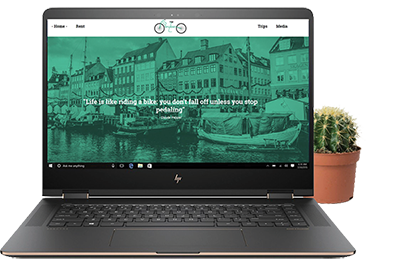 - Home -  Rent  Trips  Media
"Life is like riding a bike, you don't fall off unless you stop
pedaling"
Ask me anything
hp